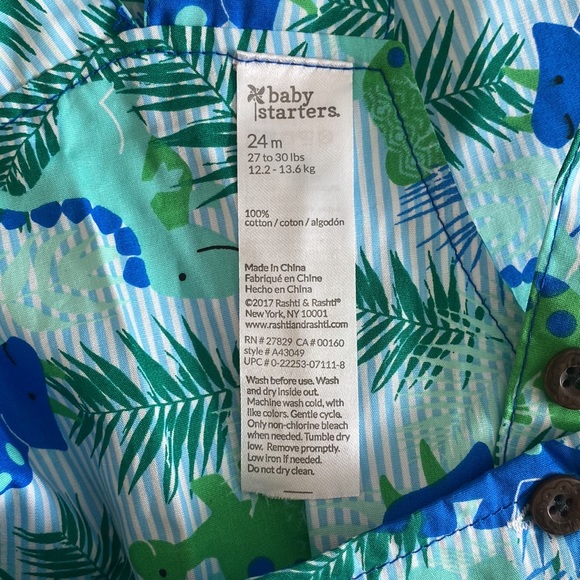 baby
starters.
24 m
27 to 30 lbs
12.2 - 13.6 kg
100%
cotton / coton / algodón
Made in China
Fabriqué en Chine
Hecho en China
©2017 Rashti & Rashti®
New York, NY 10001
www.rashtiandrashti.com
RN # 27829 CA # 00160
style # A43049
UPC # 0-22253-07111-8
Wash before use. Wash
and dry inside out.
Machine wash cold, with
like colors. Gentle cycle.
Only non-chlorine bleach
when needed. Tumble dry
low. Remove promptly.
Low iron if needed.
Do not dry clean.